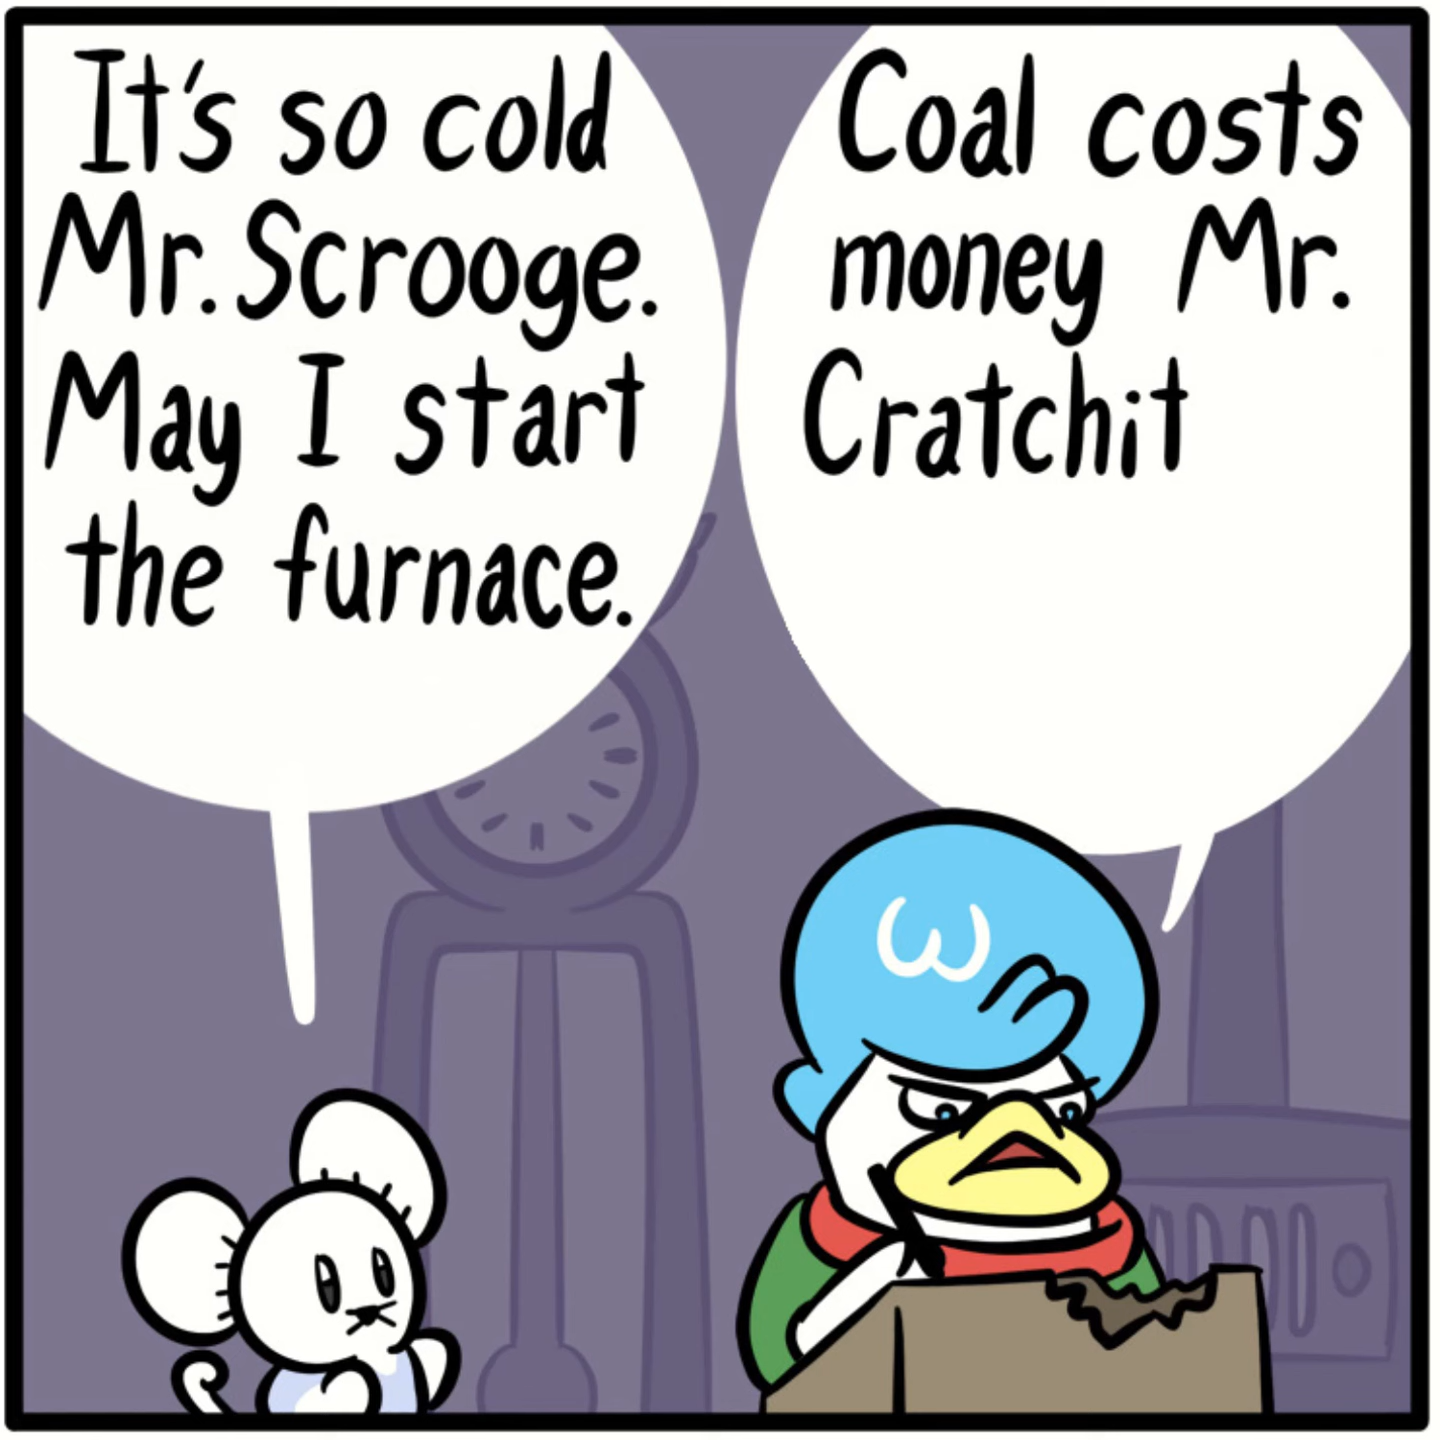 It's so cold
Mr. Scrooge.
May I start
the furnace.
Coal costs
money Mr.
Cratchit